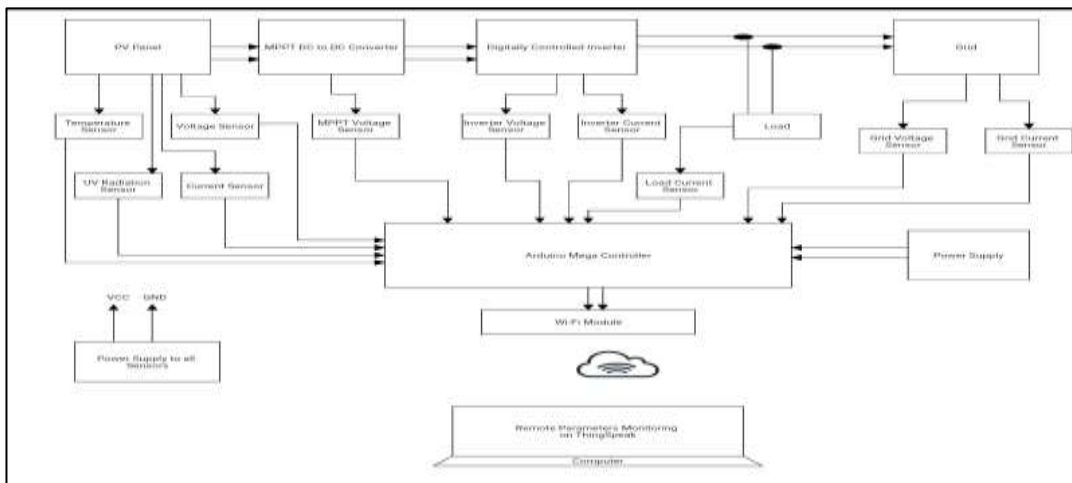 PV Panel
MPPT DC to DC Converter
Digitally Controlled Inverter
Grid
Temperature
Sensor
Voltage Sensor
MPPT Voltage
Sensor
Inverter Voltage
Sensor
Inverter Current
Sensor
Load
Grid Voltage
Sensor
Grid Current
Sensor
UV Radiation
Sensor
Current Sensor
Load Current
Sensor
Arduino Mega Controller
Power Supply
VCC GND
Wi-Fi Module
Power Supply to all
Sensors
Remote Parameters Monitoring
on ThingSpeak
Computer